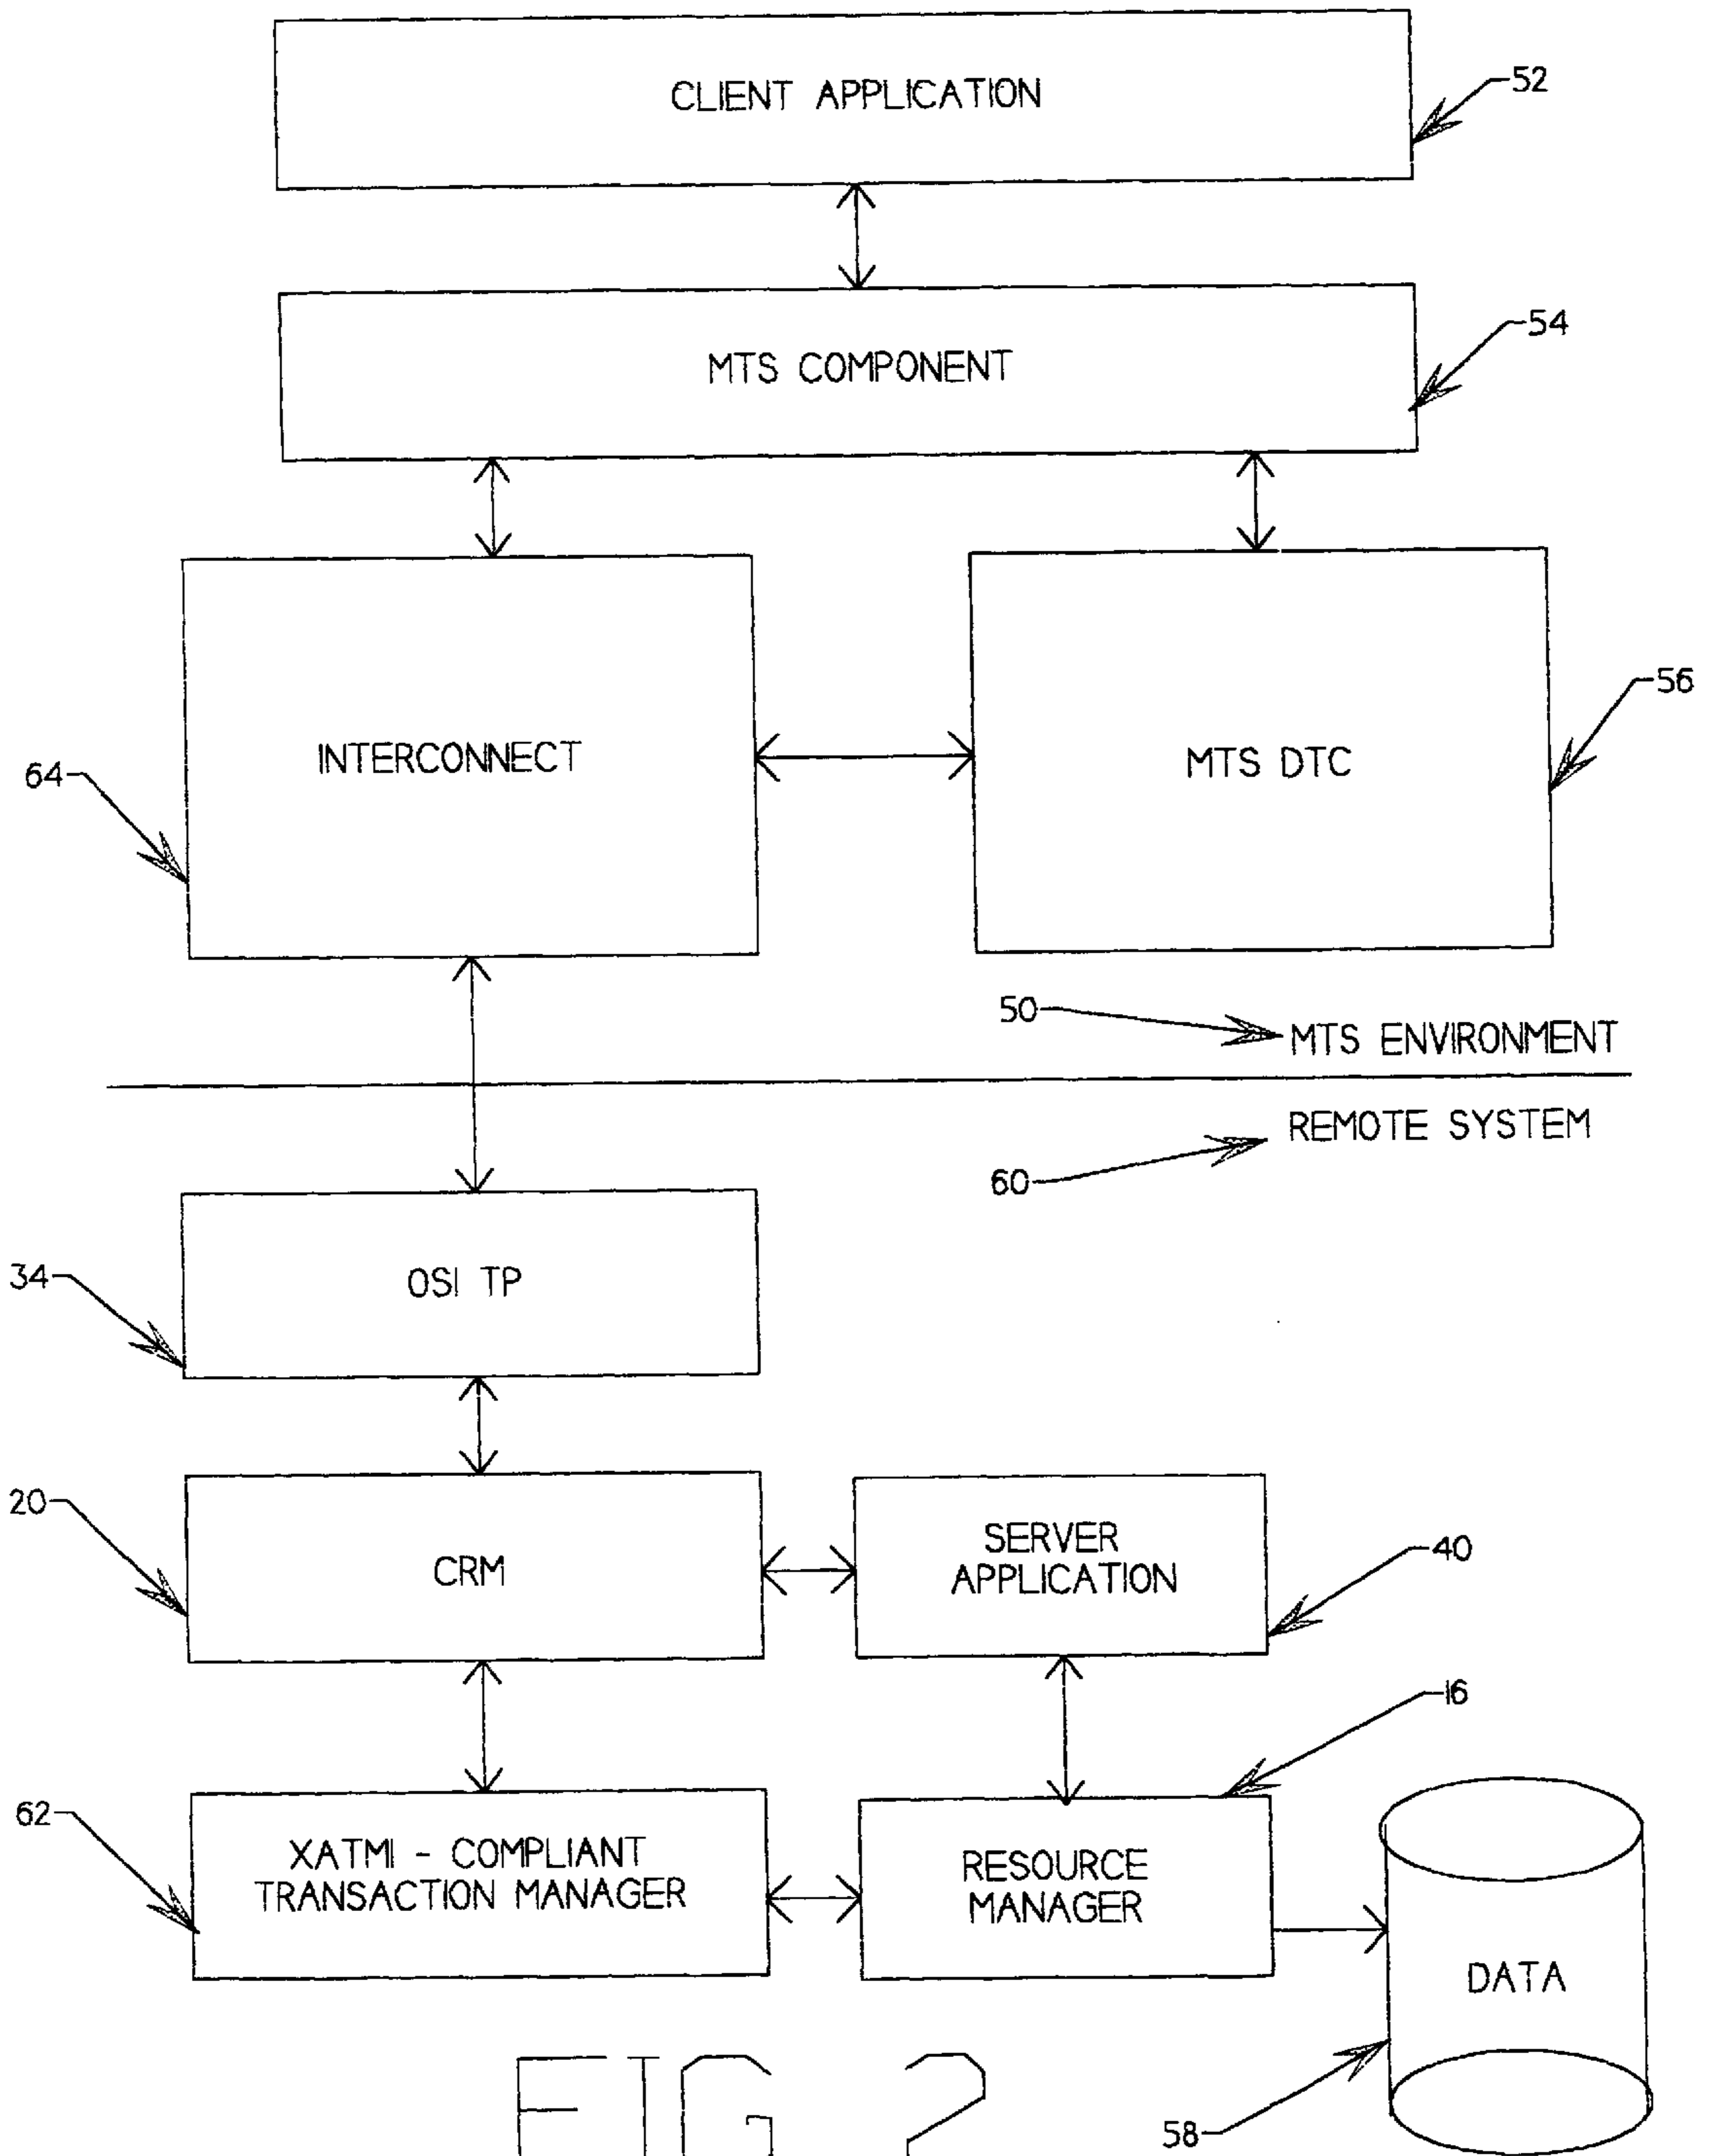 CLIENT APPLICATION
52
MTS COMPONENT
54
INTERCONNECT
64
MTS DTC
56
50
MTS ENVIRONMENT
REMOTE SYSTEM
60
OSI TP
34
20
CRM
SERVER
APPLICATION
40
16
62
XATMI - COMPLIANT
TRANSACTION MANAGER
RESOURCE
MANAGER
DATA
58
FIG 2